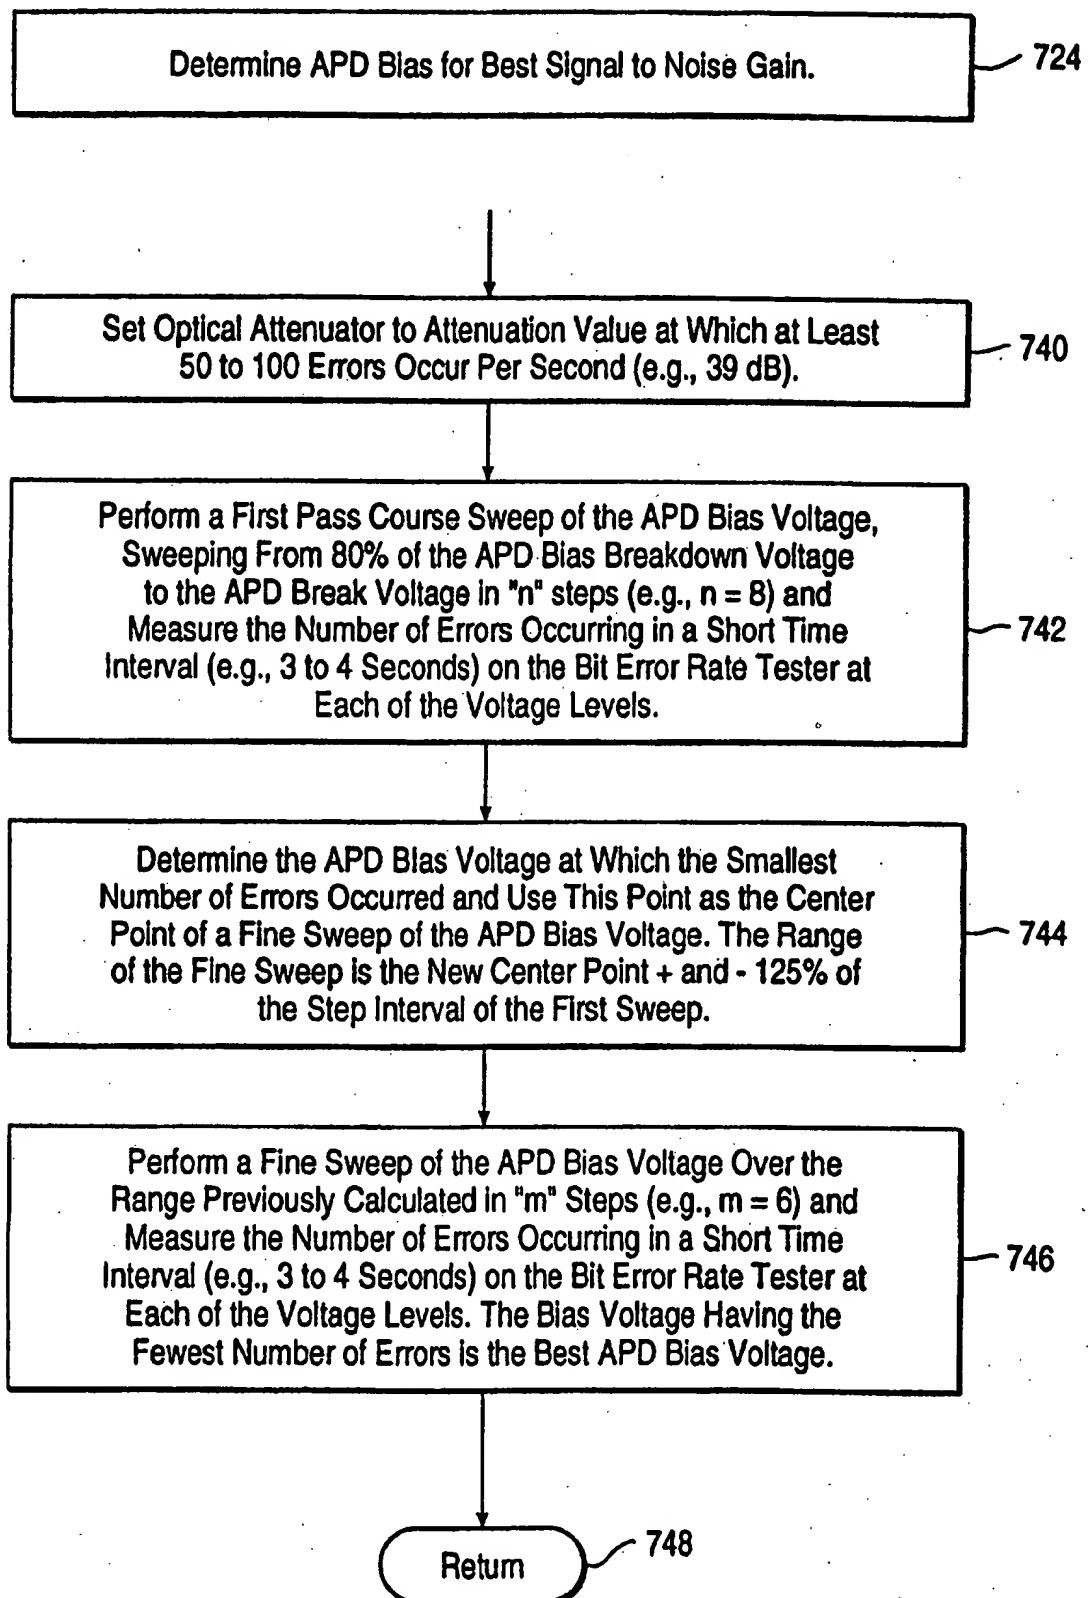 Determine APD Bias for Best Signal to Noise Gain.
724
Set Optical Attenuator to Attenuation Value at Which at Least
50 to 100 Errors Occur Per Second (e.g., 39 dB).
740
Perform a First Pass Course Sweep of the APD Bias Voltage,
Sweeping From 80% of the APD Bias Breakdown Voltage
to the APD Break Voltage in "n" steps (e.g., n = 8) and
Measure the Number of Errors Occurring in a Short Time
Interval (e.g., 3 to 4 Seconds) on the Bit Error Rate Tester at
Each of the Voltage Levels.
742
Determine the APD Bias Voltage at Which the Smallest
Number of Errors Occurred and Use This Point as the Center
Point of a Fine Sweep of the APD Bias Voltage. The Range
of the Fine Sweep is the New Center Point + and - 125% of
the Step Interval of the First Sweep.
744
Perform a Fine Sweep of the APD Bias Voltage Over the
Range Previously Calculated in "m" Steps (e.g., m = 6) and
Measure the Number of Errors Occurring in a Short Time
Interval (e.g., 3 to 4 Seconds) on the Bit Error Rate Tester at
Each of the Voltage Levels. The Bias Voltage Having the
Fewest Number of Errors is the Best APD Bias Voltage.
746
Return
748